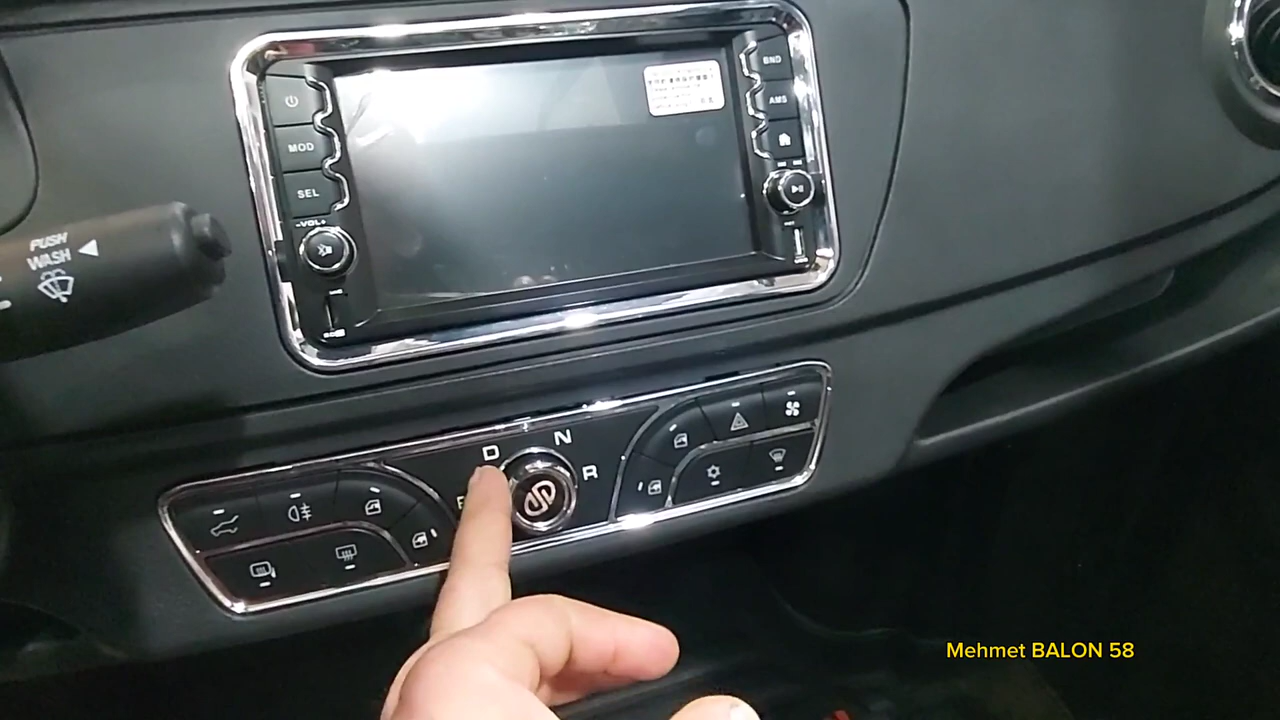 BND
AMS
MOD
SEL
-VOL+
PUSH
WASH
N
D
R
Mehmet BALON 58